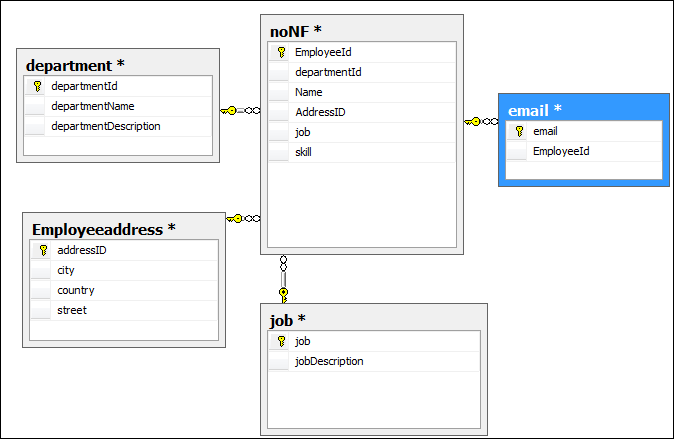 noNF *
EmployeeId
departmentId
Name
AddressID
job
skill
department *
departmentId
departmentName
departmentDescription
email *
email
EmployeeId
Employeeaddress *
addressID
city
country
street
job *
job
jobDescription